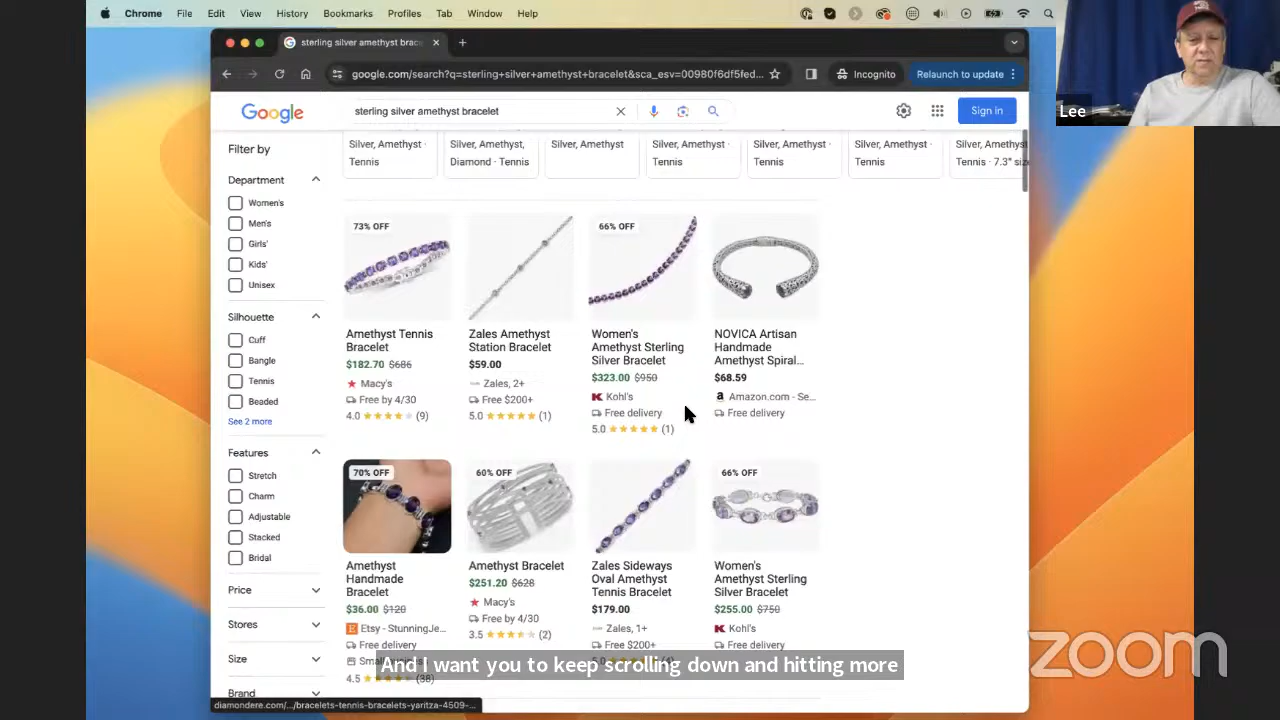 Chrome File Edit View History Bookmarks Profiles Tab Window Help
sterling silver amethyst brac
google.com/search?q=sterling+silver+amethyst+bracelet&sca_esv=00980f6df5fed...
Incognito
Relaunch to update
Lee
Google
sterling silver amethyst bracelet
Sign in
Filter by
Department
Women's
Men's
Girls'
Kids'
Unisex
Silhouette
Cuff
Bangle
Tennis
Beaded
See 2 more
Features
Stretch
Charm
Adjustable
Stacked
Bridal
Price
Stores
Size
Brand
Silver, Amethyst ·
Tennis
Silver, Amethyst,
Diamond · Tennis
Silver, Amethyst
Silver, Amethyst ·
Tennis
Silver, Amethyst ·
Tennis
Silver, Amethyst ·
Tennis
Silver, Amethyst
Tennis · 7.3" size
73% OFF
Amethyst Tennis
Bracelet
$182.70 $686
Macy's
Free by 4/30
4.0 (9)
Zales Amethyst
Station Bracelet
$59.00
Zales, 2+
Free $200+
5.0 (1)
66% OFF
Women's
Amethyst Sterling
Silver Bracelet
$323.00 $950
Kohl's
Free delivery
5.0 (1)
NOVICA Artisan
Handmade
Amethyst Spiral...
$68.59
Amazon.com - Se...
Free delivery
70% OFF
Amethyst
Handmade
Bracelet
$36.00 $120
Etsy - StunningJe...
Free delivery
4.5 (38)
60% OFF
Amethyst Bracelet
$251.20 $628
Macy's
Free by 4/30
3.5 (2)
Zales Sideways
Oval Amethyst
Tennis Bracelet
$179.00
Zales, 1+
Free $200+
66% OFF
Women's
Amethyst Sterling
Silver Bracelet
$255.00 $750
Kohl's
Free delivery
And I want you to keep scrolling down and hitting more
diamondere.com/.../bracelets-tennis-bracelets-yaritza-4509-...
zoom